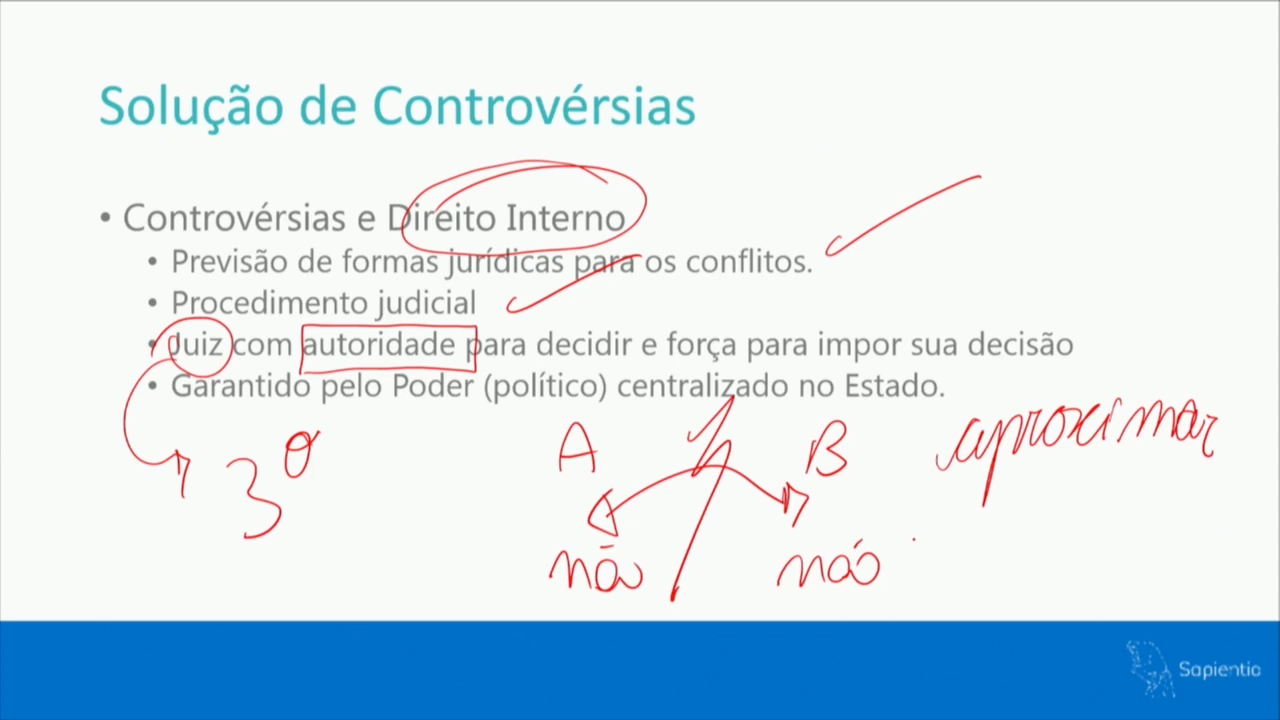 Solução de Controvérsias
• Controvérsias e Direito Interno
• Previsão de formas jurídicas para os conflitos.
• Procedimento judicial
• Juiz com autoridade para decidir e força para impor sua decisão
• Garantido pelo Poder (político) centralizado no Estado.
3º
A B
aproximar
não não
Sapientia